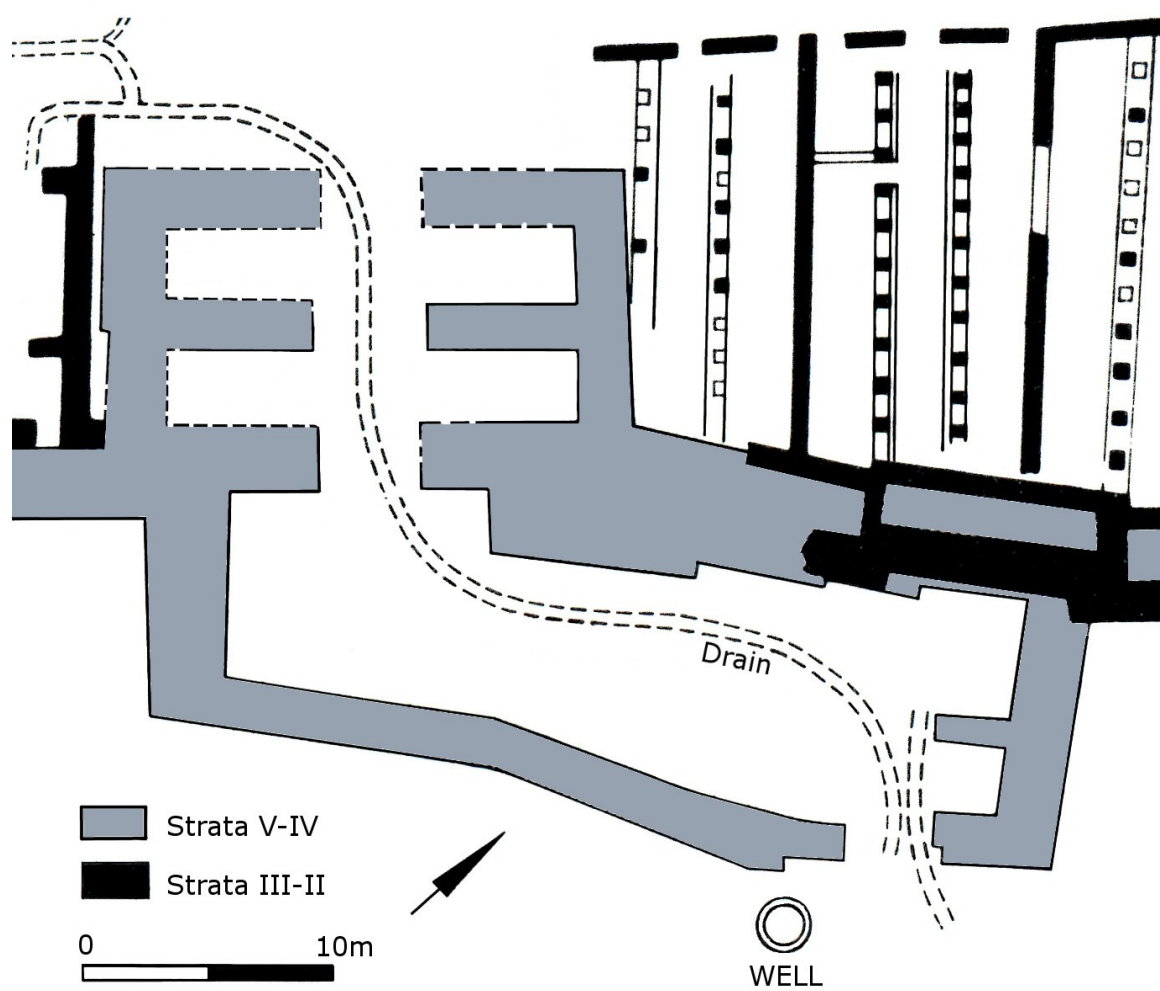 Drain
Strata V-IV
Strata III-II
0 10m
WELL